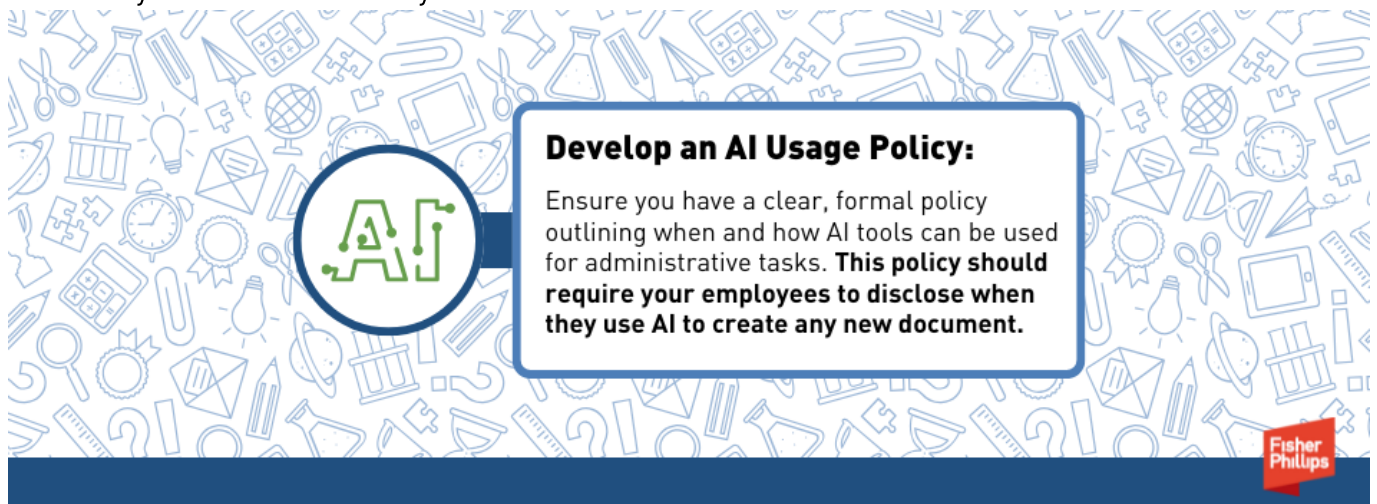 Develop an AI Usage Policy:
Ensure you have a clear, formal policy
outlining when and how AI tools can be used
for administrative tasks. This policy should
require your employees to disclose when
they use AI to create any new document.
AI
Fisher
Phillips